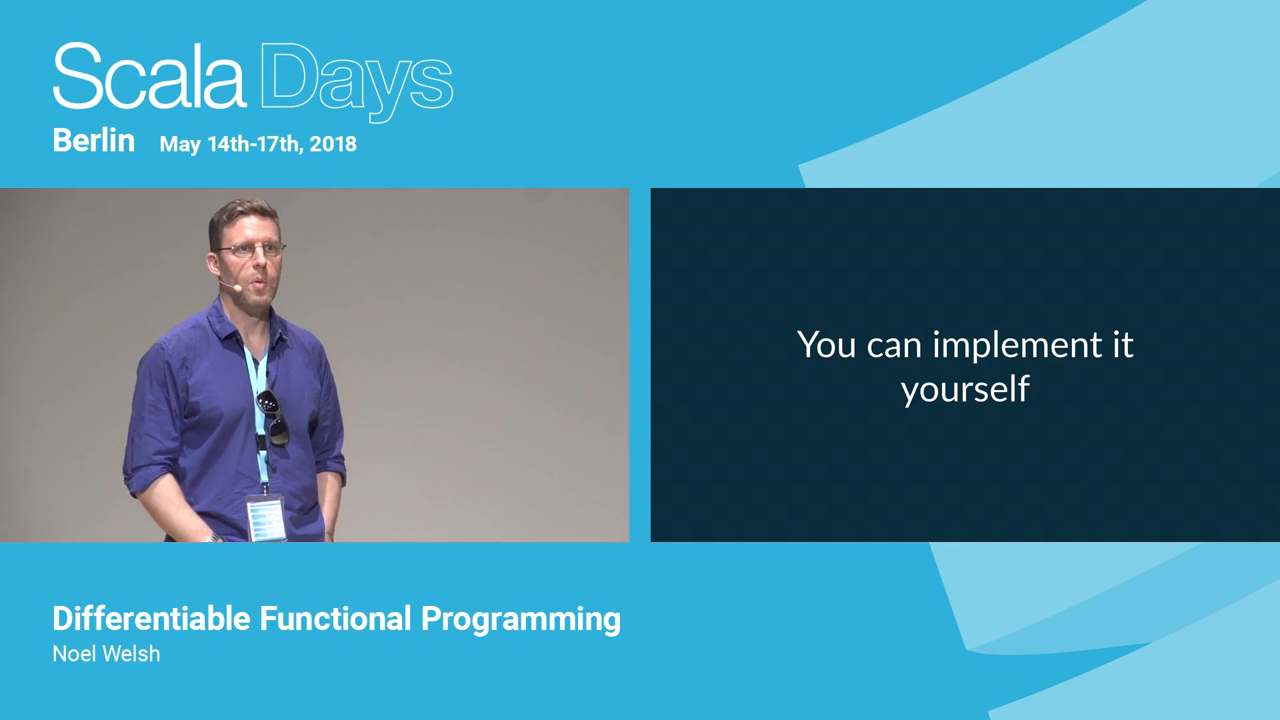 Scala Days
Berlin May 14th-17th, 2018
You can implement it
yourself
Differentiable Functional Programming
Noel Welsh